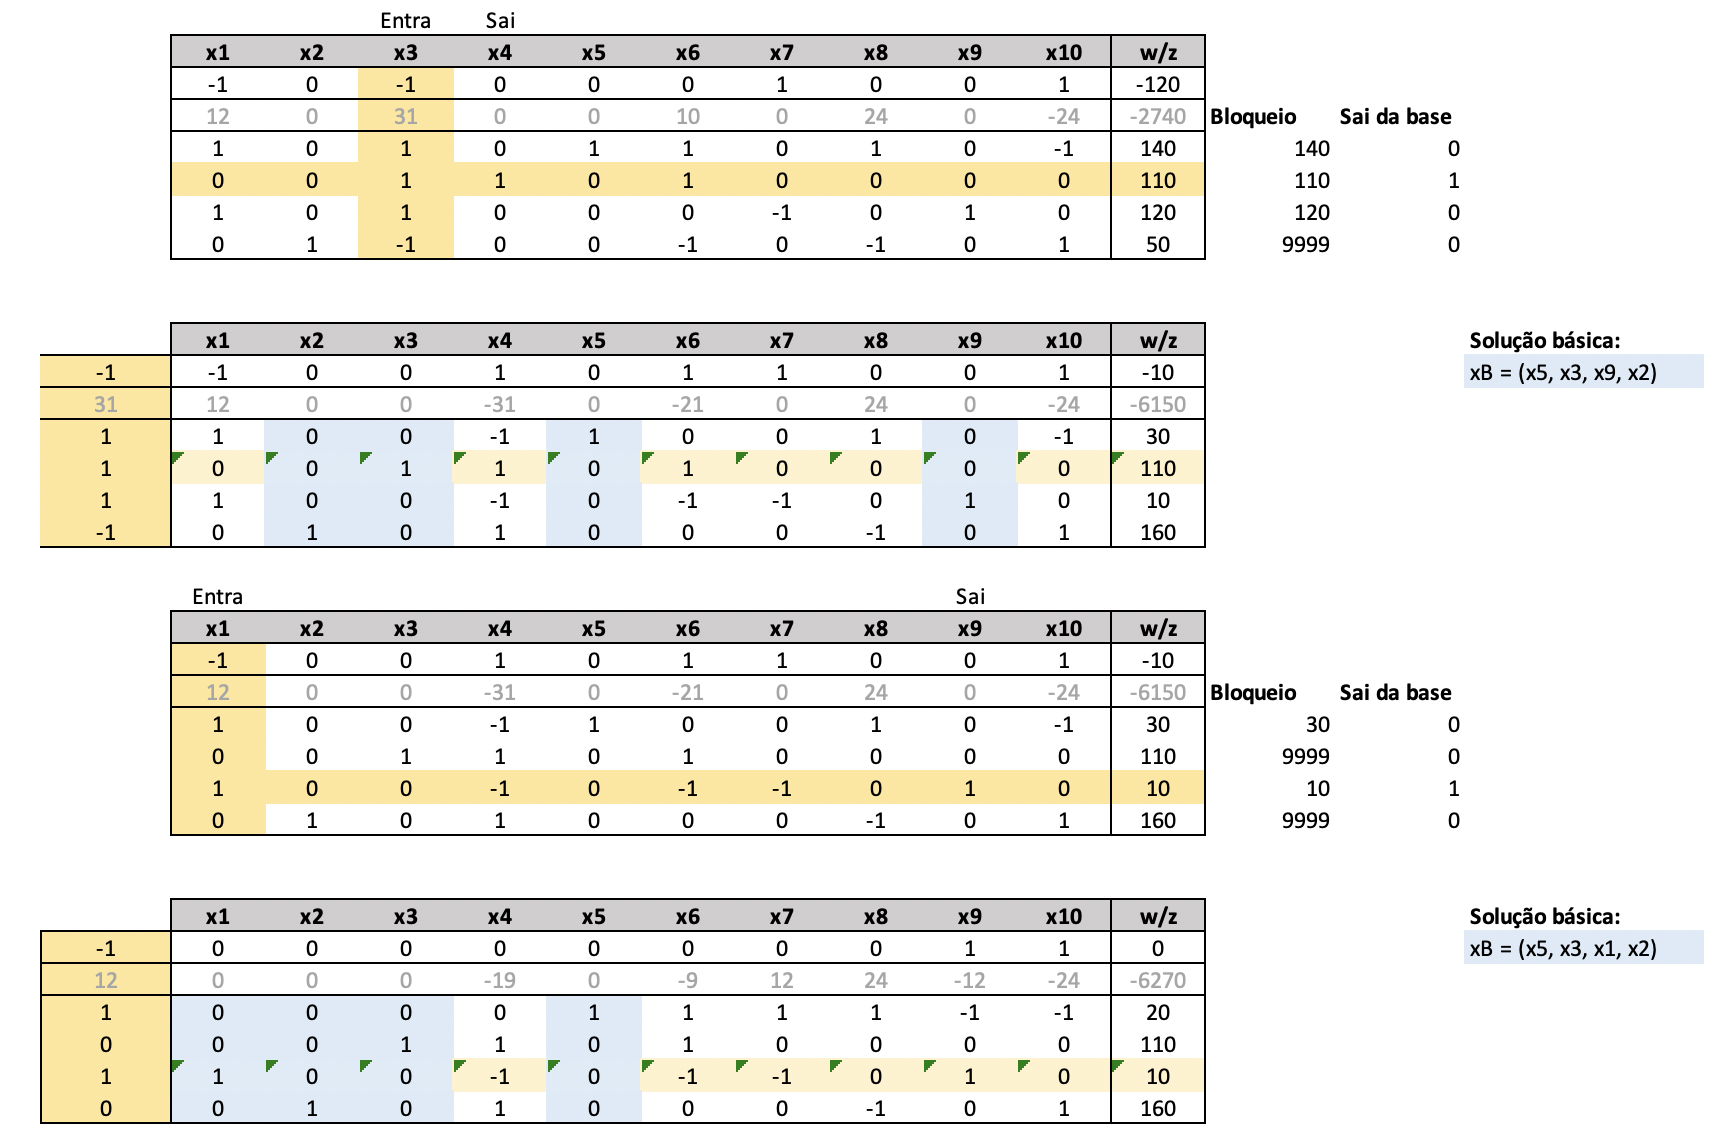 Entra Sai
x1 x2 x3 x4 x5 x6 x7 x8 x9 x10 w/z
-1 0 -1 0 0 0 1 0 0 1 -120
12 0 31 0 0 10 0 24 0 -24 -2740 Bloqueio Sai da base
1 0 1 0 1 1 0 1 0 -1 140 140 0
0 0 1 1 0 1 0 0 0 0 110 110 1
1 0 1 0 0 0 -1 0 1 0 120 120 0
0 1 -1 0 0 -1 0 -1 0 1 50 9999 0
x1 x2 x3 x4 x5 x6 x7 x8 x9 x10 w/z Solução básica:
-1 -1 0 0 1 0 1 1 0 0 1 -10 xB = (x5, x3, x9, x2)
31 12 0 0 -31 0 -21 0 24 0 -24 -6150
1 1 0 0 -1 1 0 0 1 0 -1 30
1 0 0 1 1 0 1 0 0 0 0 110
1 1 0 0 -1 0 -1 -1 0 1 0 10
-1 0 1 0 1 0 0 0 -1 0 1 160
Entra Sai
x1 x2 x3 x4 x5 x6 x7 x8 x9 x10 w/z
-1 0 0 1 0 1 1 0 0 1 -10
12 0 0 -31 0 -21 0 24 0 -24 -6150 Bloqueio Sai da base
1 0 0 -1 1 0 0 1 0 -1 30 30 0
0 0 1 1 0 1 0 0 0 0 110 9999 0
1 0 0 -1 0 -1 -1 0 1 0 10 10 1
0 1 0 1 0 0 0 -1 0 1 160 9999 0
x1 x2 x3 x4 x5 x6 x7 x8 x9 x10 w/z Solução básica:
-1 0 0 0 0 0 0 0 0 1 1 0 xB = (x5, x3, x1, x2)
12 0 0 0 -19 0 -9 12 24 -12 -24 -6270
1 0 0 0 0 1 1 1 1 -1 -1 20
0 0 0 1 1 0 1 0 0 0 0 110
1 1 0 0 -1 0 -1 -1 0 1 0 10
0 0 1 0 1 0 0 0 -1 0 1 160